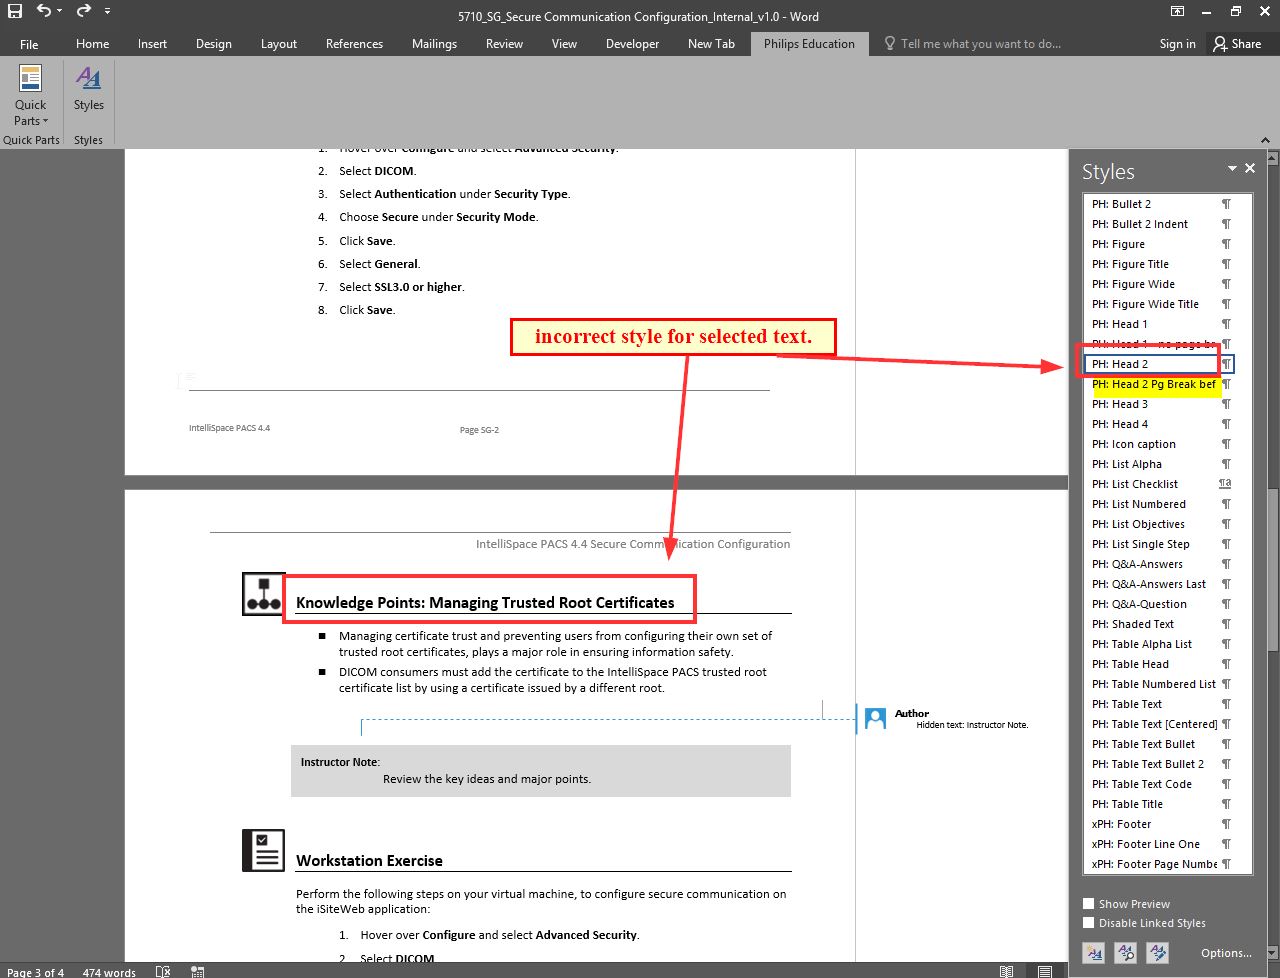 5710_SG_Secure Communication Configuration_Internal_v1.0 - Word
File Home Insert Design Layout References Mailings Review View Developer New Tab Philips Education Tell me what you want to do... Sign in Share
Quick Parts
Styles
Quick Parts Styles
1. Hover over Configure and select Advanced Security.
2. Select DICOM.
3. Select Authentication under Security Type.
4. Choose Secure under Security Mode.
5. Click Save.
6. Select General.
7. Select SSL3.0 or higher.
8. Click Save.
incorrect style for selected text.
IntelliSpace PACS 4.4 Page SG-2
IntelliSpace PACS 4.4 Secure Communication Configuration
Knowledge Points: Managing Trusted Root Certificates
Managing certificate trust and preventing users from configuring their own set of
trusted root certificates, plays a major role in ensuring information safety.
DICOM consumers must add the certificate to the IntelliSpace PACS trusted root
certificate list by using a certificate issued by a different root.
Author
Hidden text: Instructor Note.
Instructor Note:
Review the key ideas and major points.
Workstation Exercise
Perform the following steps on your virtual machine, to configure secure communication on
the iSiteWeb application:
1. Hover over Configure and select Advanced Security.
2. Select DICOM
Styles
PH: Bullet 2
PH: Bullet 2 Indent
PH: Figure
PH: Figure Title
PH: Figure Wide
PH: Figure Wide Title
PH: Head 1
PH: Head 1 - no page br
PH: Head 2
PH: Head 2 Pg Break bef
PH: Head 3
PH: Head 4
PH: Icon caption
PH: List Alpha
PH: List Checklist
PH: List Numbered
PH: List Objectives
PH: List Single Step
PH: Q&A-Answers
PH: Q&A-Answers Last
PH: Q&A-Question
PH: Shaded Text
PH: Table Alpha List
PH: Table Head
PH: Table Numbered List
PH: Table Text
PH: Table Text [Centered]
PH: Table Text Bullet
PH: Table Text Bullet 2
PH: Table Text Code
PH: Table Title
xPH: Footer
xPH: Footer Line One
xPH: Footer Page Numbe
Show Preview
Disable Linked Styles
Options...
Page 3 of 4 474 words